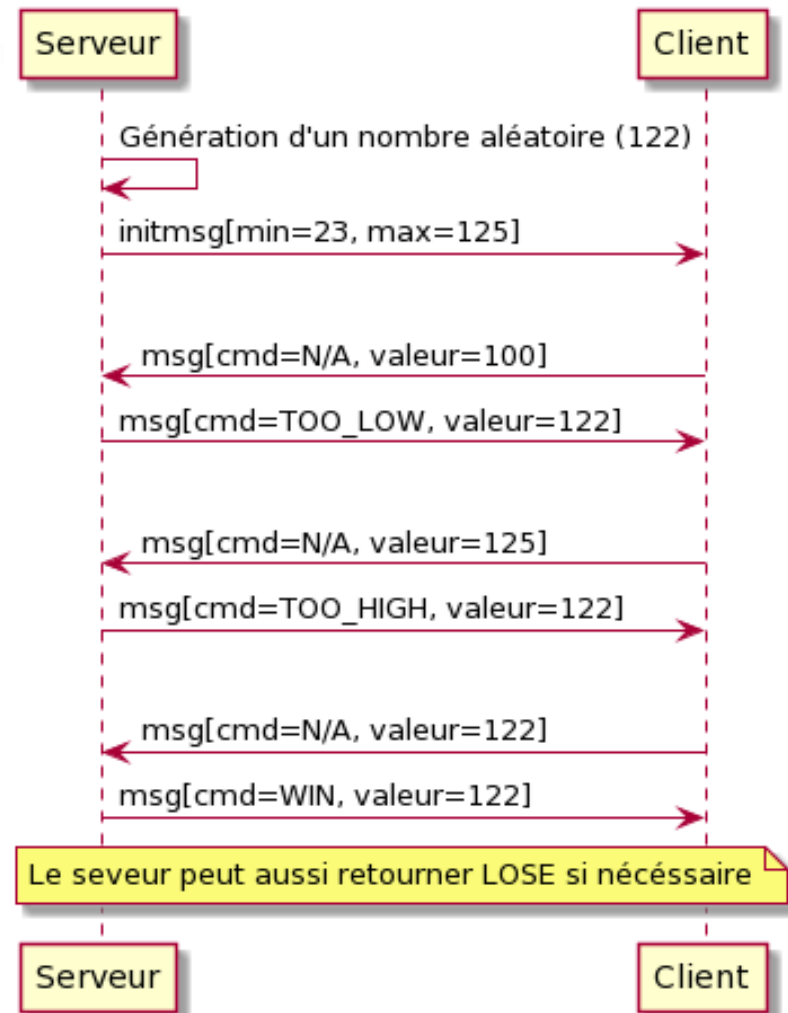 Serveur
Client
Génération d'un nombre aléatoire (122)
initmsg[min=23, max=125]
msg[cmd=N/A, valeur=100]
msg[cmd=TOO_LOW, valeur=122]
msg[cmd=N/A, valeur=125]
msg[cmd=TOO_HIGH, valeur=122]
msg[cmd=N/A, valeur=122]
msg[cmd=WIN, valeur=122]
Le seveur peut aussi retourner LOSE si nécéssaire
Serveur
Client